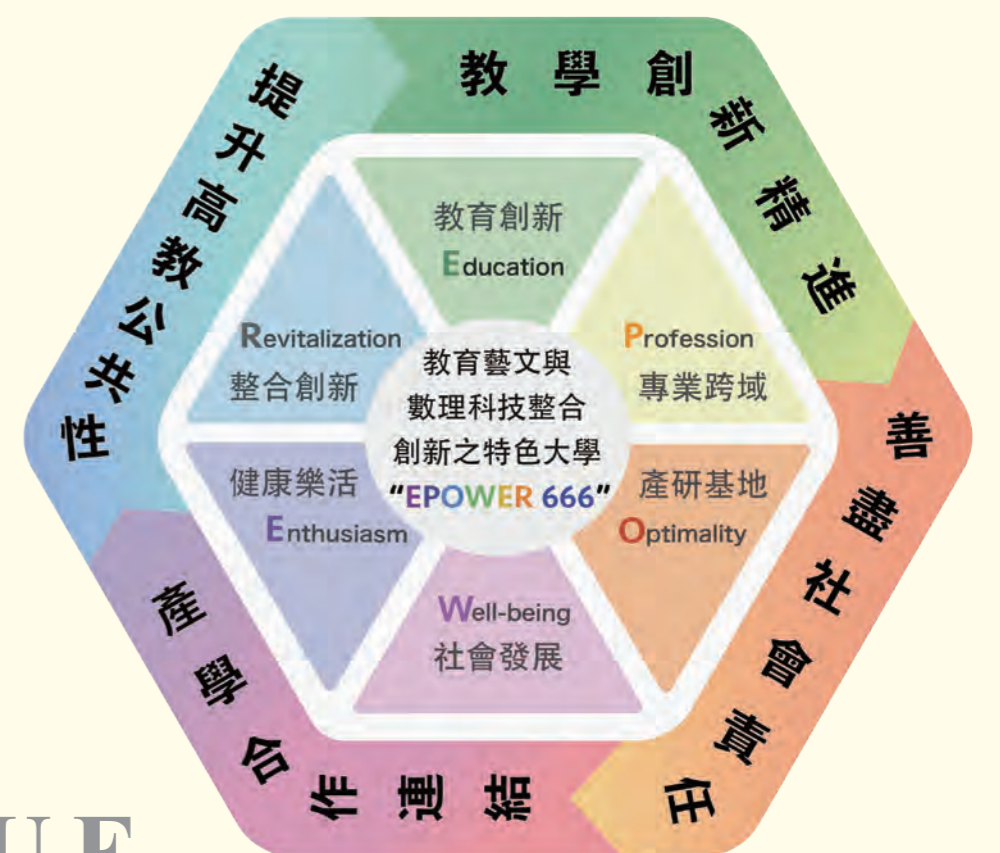 教學創新精進
善盡社會責任
產學合作連結
提升高教公共性
教育創新
Education
Profession
專業跨域
產研基地
Optimality
Well-being
社會發展
健康樂活
Enthusiasm
Revitalization
整合創新
教育藝文與
數理科技整合
創新之特色大學
“EPOWER 666”
UE